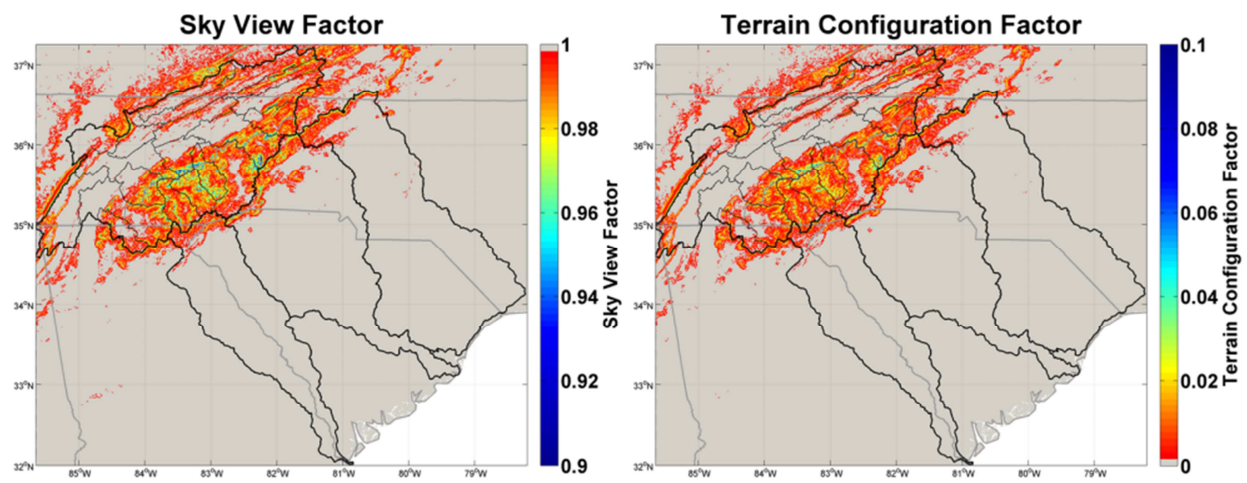 Sky View Factor
Terrain Configuration Factor
37°N
36°N
35°N
34°N
33°N
32°N
85°W
84°W
83°W
82°W
81°W
80°W
79°W
1
0.98
0.96
0.94
0.92
0.9
Sky View Factor
37°N
36°N
35°N
34°N
33°N
32°N
85°W
84°W
83°W
82°W
81°W
80°W
79°W
0.1
0.08
0.06
0.04
0.02
0
Terrain Configuration Factor